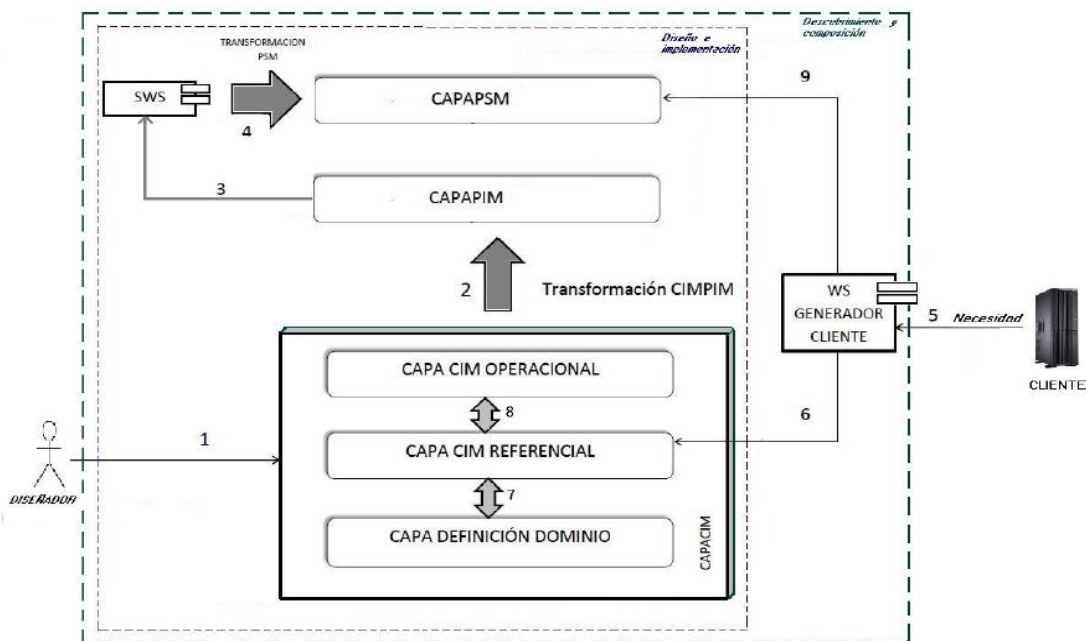 Descubrimiento y
composición
Diseño e
implementación
TRANSFORMACION
PSM
SWS
4
CAPAPSM
9
3
CAPAPIM
2
Transformación CIMPIM
WS
GENERADOR
CLIENTE
5
Necesidad
CLIENTE
CAPA CIM OPERACIONAL
8
6
1
CAPA CIM REFERENCIAL
7
DISEÑADOR
CAPA DEFINICIÓN DOMINIO
CAPACIM